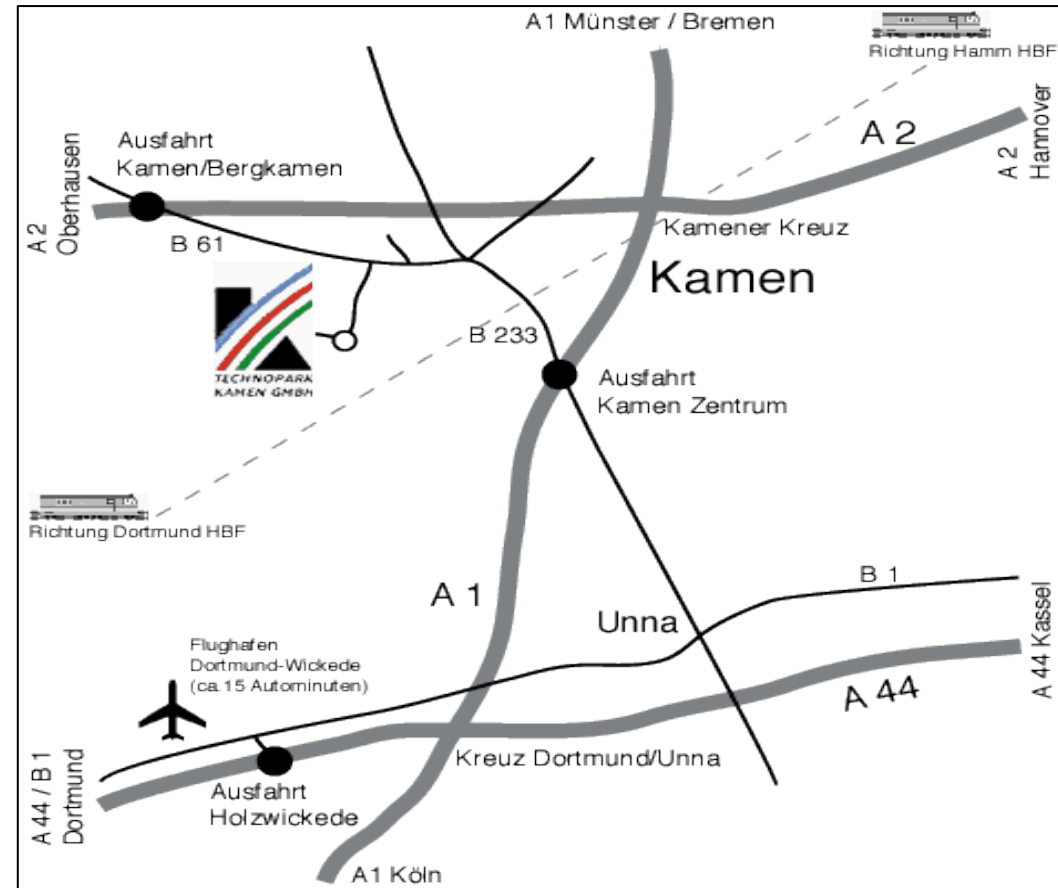 A1 Münster / Bremen
Richtung Hamm HBF
A 2
Hannover
A 2
Ausfahrt
Kamen/Bergkamen
A 2
Oberhausen
B 61
Kamener Kreuz
Kamen
B 233
TECHNOPARK
KAMEN GMBH
Ausfahrt
Kamen Zentrum
Richtung Dortmund HBF
B 1
A 1
Unna
A 44 Kassel
Flughafen
Dortmund-Wickede
(ca.15 Autominuten)
A 44
Kreuz Dortmund/Unna
A 44 / B 1
Dortmund
Ausfahrt
Holzwickede
A1 Köln